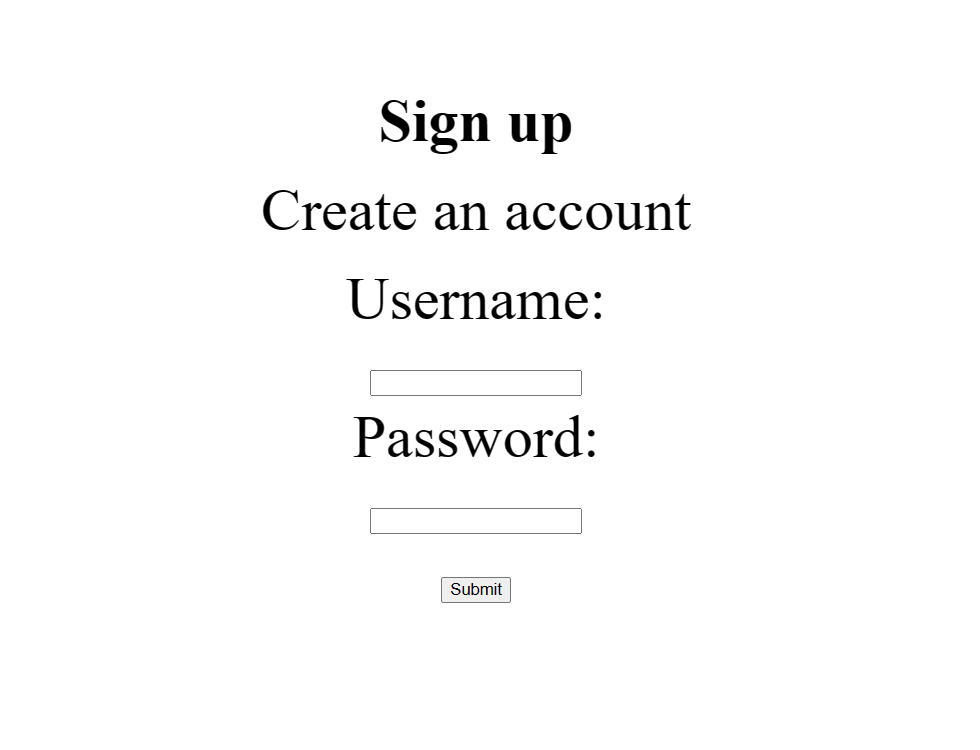 Sign up
Create an account
Username:
Password:
Submit